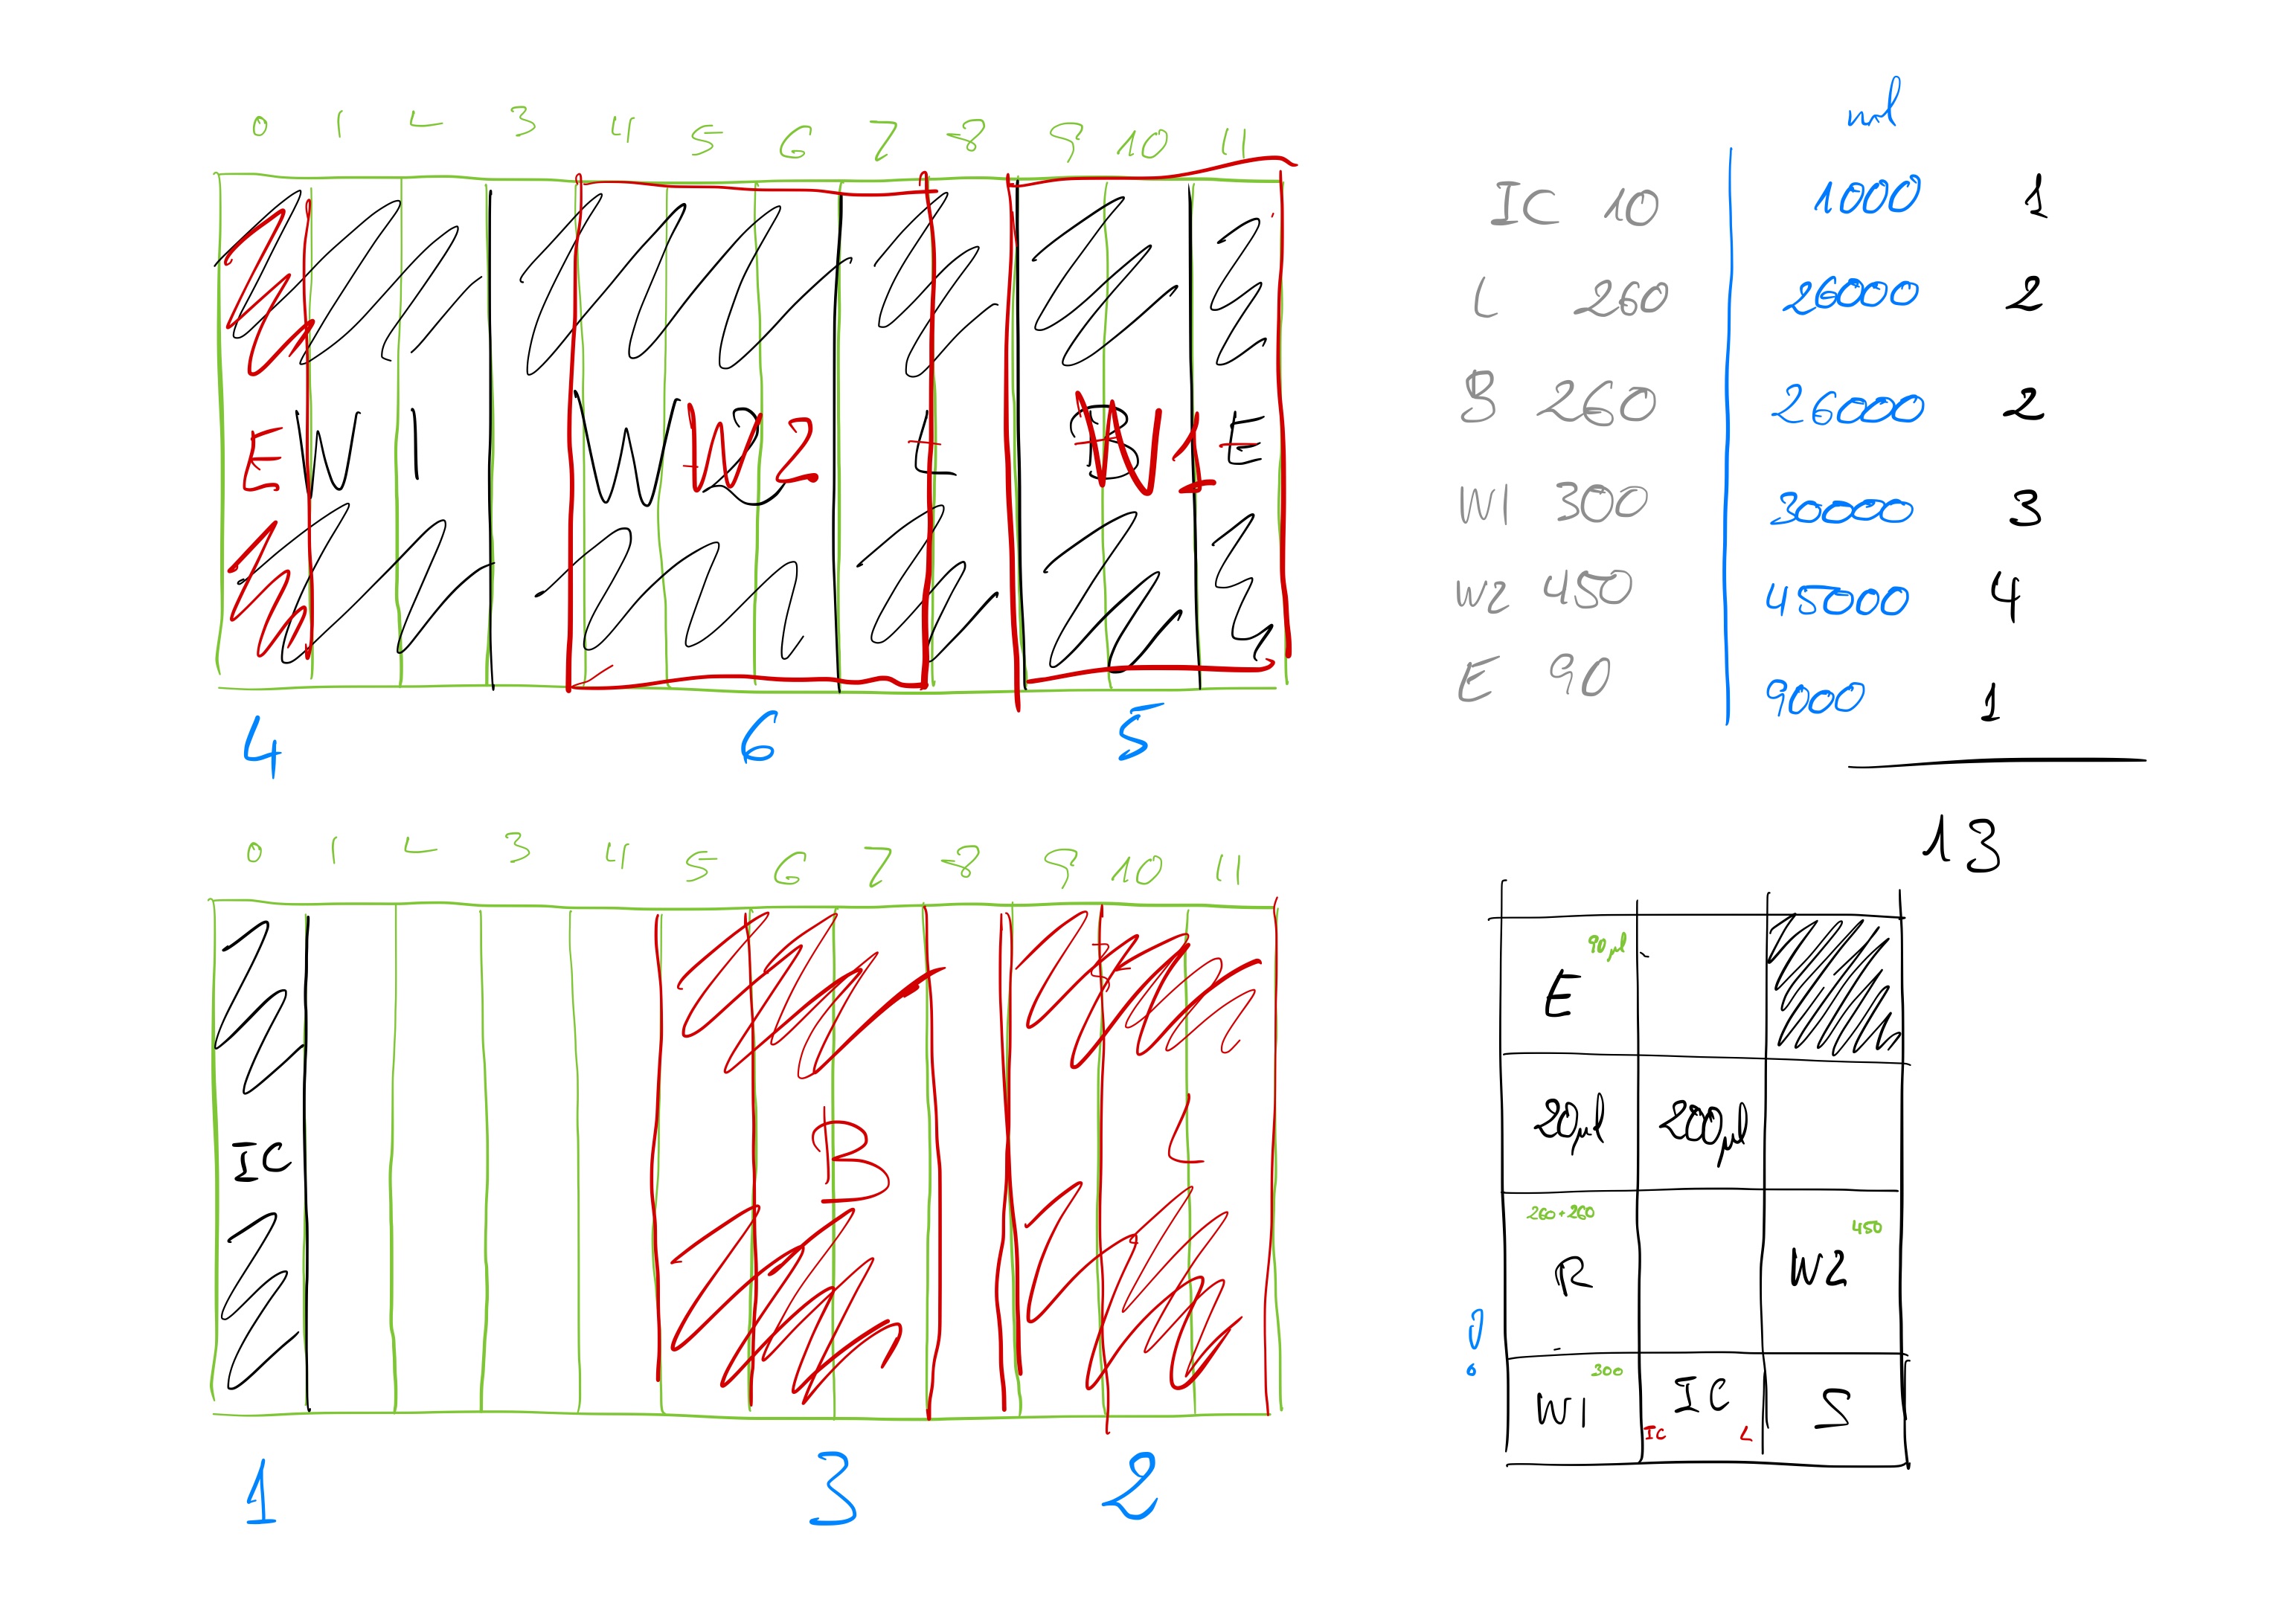 0 1 2 3 4 5 6 7 8 9 10 11
E W1 W2 W2 L B W1 E
4 6 5
ml
IC 10 1000 1
L 260 26000 2
B 260 26000 2
W1 300 30000 3
W2 450 45000 4
E 90 9000 1
13
0 1 2 3 4 5 6 7 8 9 10 11
IC B L
1 3 2
90µl
E
20µl 200µl
260+260 450
R W2
300
W1 IC S
IC L